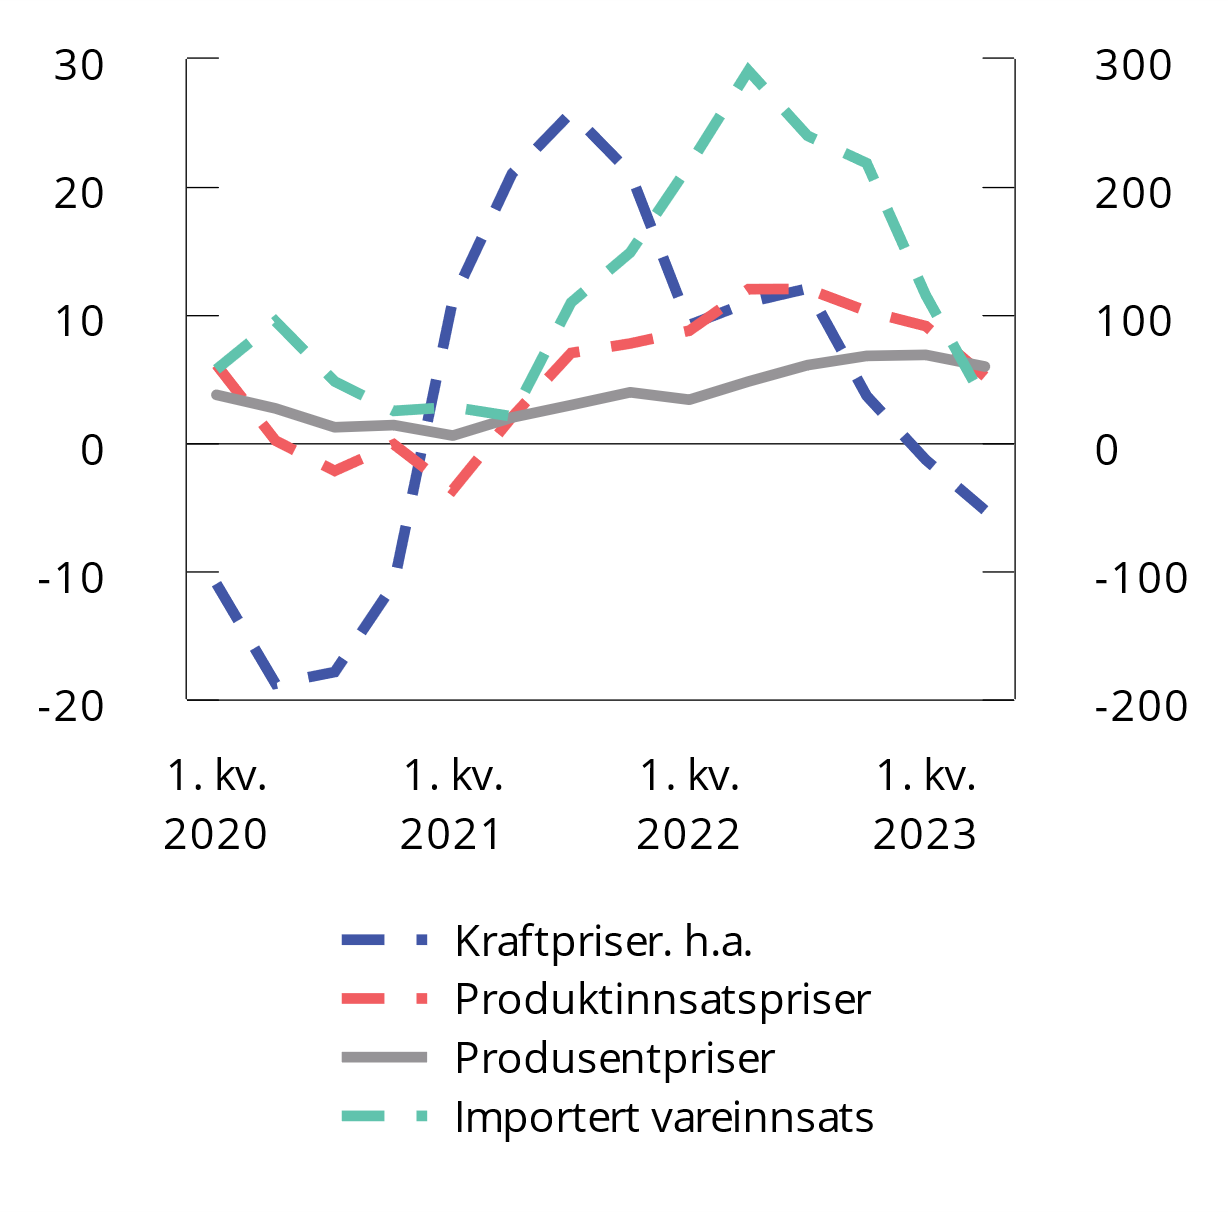 30 300
20 200
10 100
0 0
-10 -100
-20 -200
1. kv. 1. kv. 1. kv. 1. kv.
2020 2021 2022 2023
Kraftpriser. h.a.
Produktinnsatspriser
Produsentpriser
Importert vareinnsats